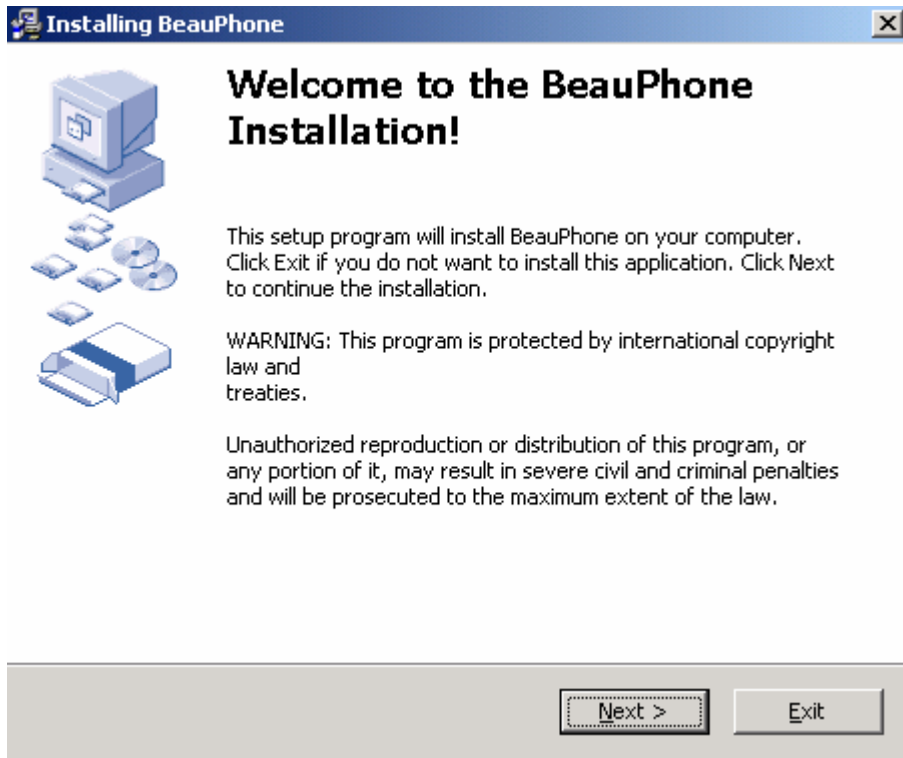 Installing BeauPhone
Welcome to the BeauPhone
Installation!
This setup program will install BeauPhone on your computer.
Click Exit if you do not want to install this application. Click Next
to continue the installation.
WARNING: This program is protected by international copyright
law and
treaties.
Unauthorized reproduction or distribution of this program, or
any portion of it, may result in severe civil and criminal penalties
and will be prosecuted to the maximum extent of the law.
Next >
Exit